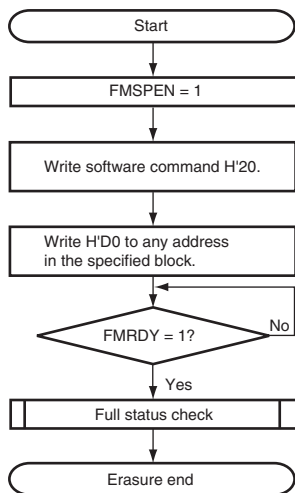 Start
FMSPEN = 1
Write software command H'20.
Write H'D0 to any address
in the specified block.
FMRDY = 1?
No
Yes
Full status check
Erasure end